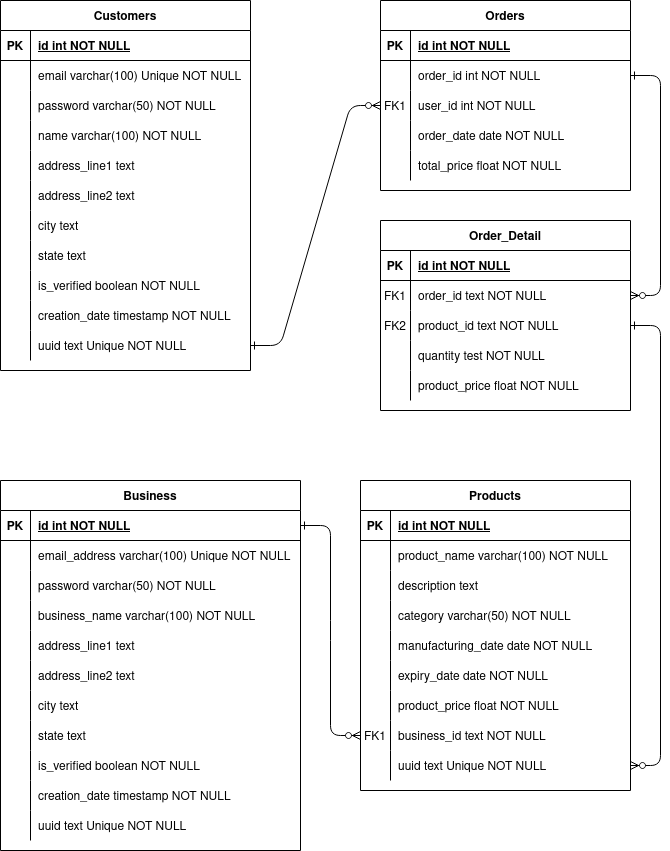 Customers
PK id int NOT NULL
email varchar(100) Unique NOT NULL
password varchar(50) NOT NULL
name varchar(100) NOT NULL
address_line1 text
address_line2 text
city text
state text
is_verified boolean NOT NULL
creation_date timestamp NOT NULL
uuid text Unique NOT NULL
Orders
PK id int NOT NULL
order_id int NOT NULL
FK1 user_id int NOT NULL
order_date date NOT NULL
total_price float NOT NULL
Order_Detail
PK id int NOT NULL
FK1 order_id text NOT NULL
FK2 product_id text NOT NULL
quantity test NOT NULL
product_price float NOT NULL
Business
PK id int NOT NULL
email_address varchar(100) Unique NOT NULL
password varchar(50) NOT NULL
business_name varchar(100) NOT NULL
address_line1 text
address_line2 text
city text
state text
is_verified boolean NOT NULL
creation_date timestamp NOT NULL
uuid text Unique NOT NULL
Products
PK id int NOT NULL
product_name varchar(100) NOT NULL
description text
category varchar(50) NOT NULL
manufacturing_date date NOT NULL
expiry_date date NOT NULL
product_price float NOT NULL
FK1 business_id text NOT NULL
uuid text Unique NOT NULL